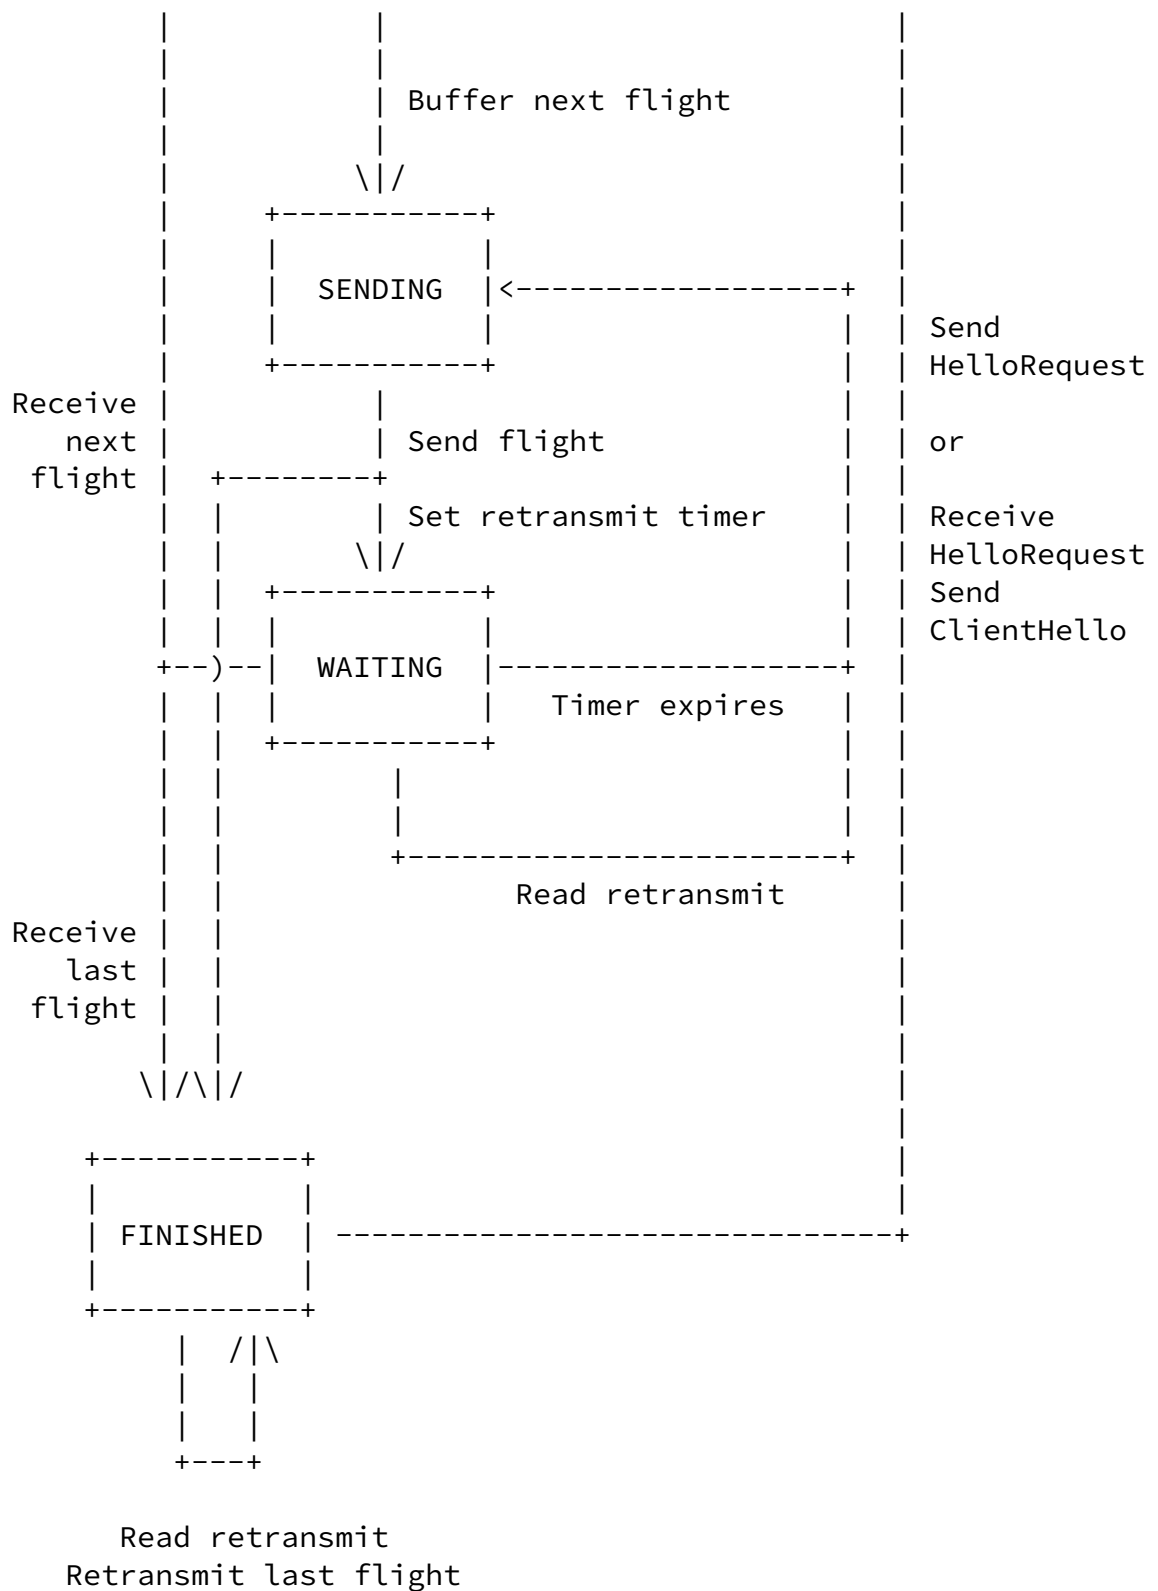 Buffer next flight
SENDING
Send
HelloRequest
Receive
next Send flight or
flight
Set retransmit timer Receive
HelloRequest
Send
ClientHello
WAITING
Timer expires
Read retransmit
Receive
last
flight
FINISHED
Read retransmit
Retransmit last flight